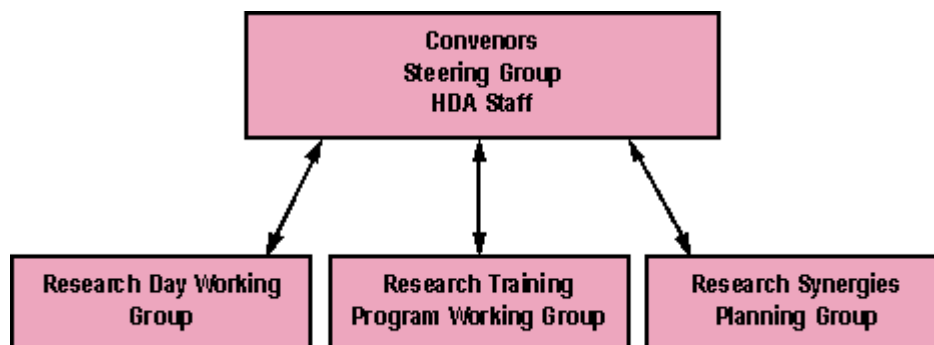 Convenors
Steering Group
HDA Staff
Research Day Working
Group
Research Training
Program Working Group
Research Synergies
Planning Group